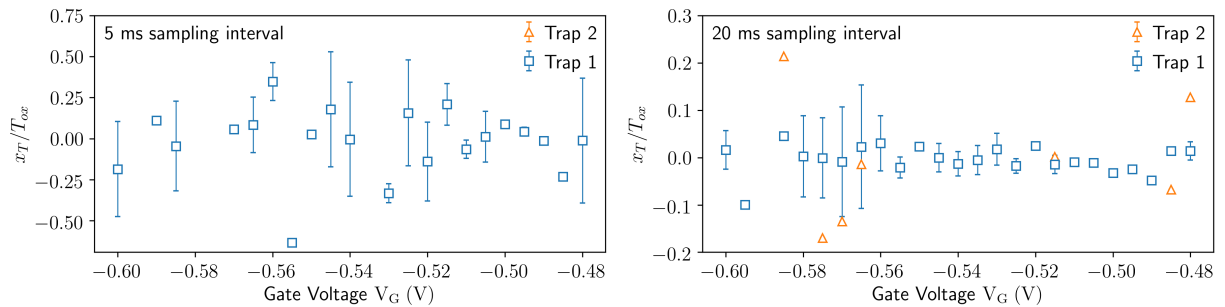 0.75
0.50
0.25
0.00
−0.25
−0.50
x_T/T_ox
5 ms sampling interval
Trap 2
Trap 1
−0.60 −0.58 −0.56 −0.54 −0.52 −0.50 −0.48
Gate Voltage V_G (V)
0.3
0.2
0.1
0.0
−0.1
−0.2
x_T/T_ox
20 ms sampling interval
Trap 2
Trap 1
−0.60 −0.58 −0.56 −0.54 −0.52 −0.50 −0.48
Gate Voltage V_G (V)